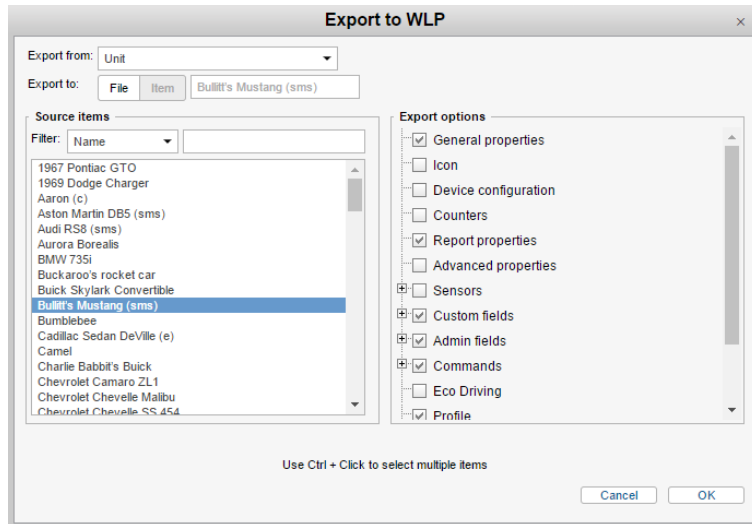 Export to WLP
Export from: Unit
Export to: File Item Bullitt's Mustang (sms)
Source items
Filter: Name
1967 Pontiac GTO
1969 Dodge Charger
Aaron (c)
Aston Martin DB5 (sms)
Audi RS8 (sms)
Aurora Borealis
BMW 735i
Buckaroo's rocket car
Buick Skylark Convertible
Bullitt's Mustang (sms)
Bumblebee
Cadillac Sedan DeVille (e)
Camel
Charlie Babbit's Buick
Chevrolet Camaro ZL1
Chevrolet Chevelle Malibu
Chevrolet Chevelle SS 454
Export options
General properties
Icon
Device configuration
Counters
Report properties
Advanced properties
Sensors
Custom fields
Admin fields
Commands
Eco Driving
Profile
Use Ctrl + Click to select multiple items
Cancel OK